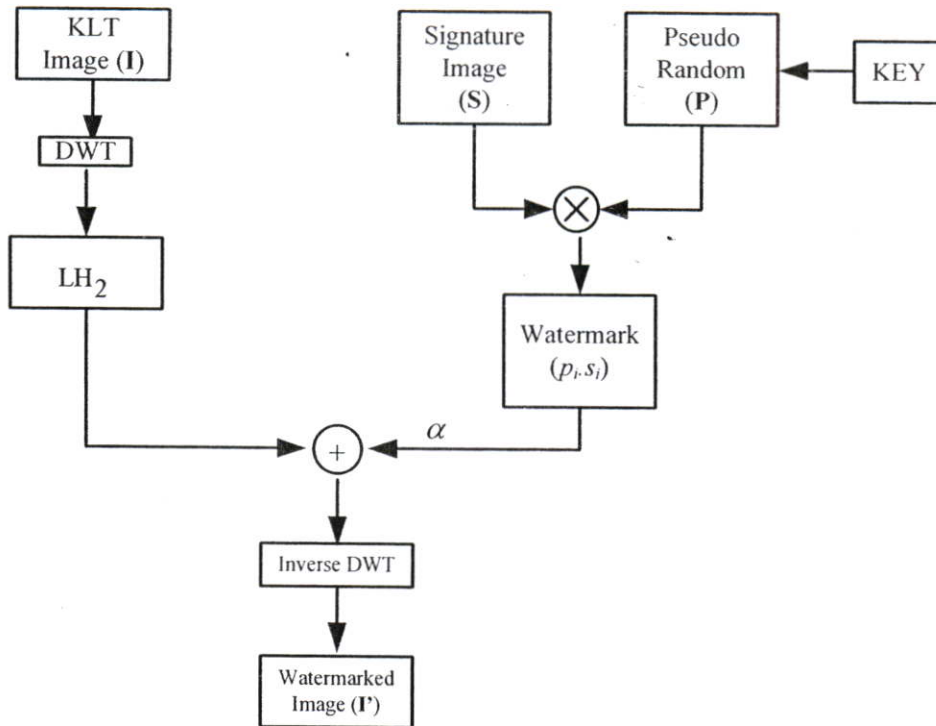 KLT
Image (I)
DWT
LH2
Signature
Image
(S)
Pseudo
Random
(P)
KEY
Watermark
(pi.si)
α
+
Inverse DWT
Watermarked
Image (I')